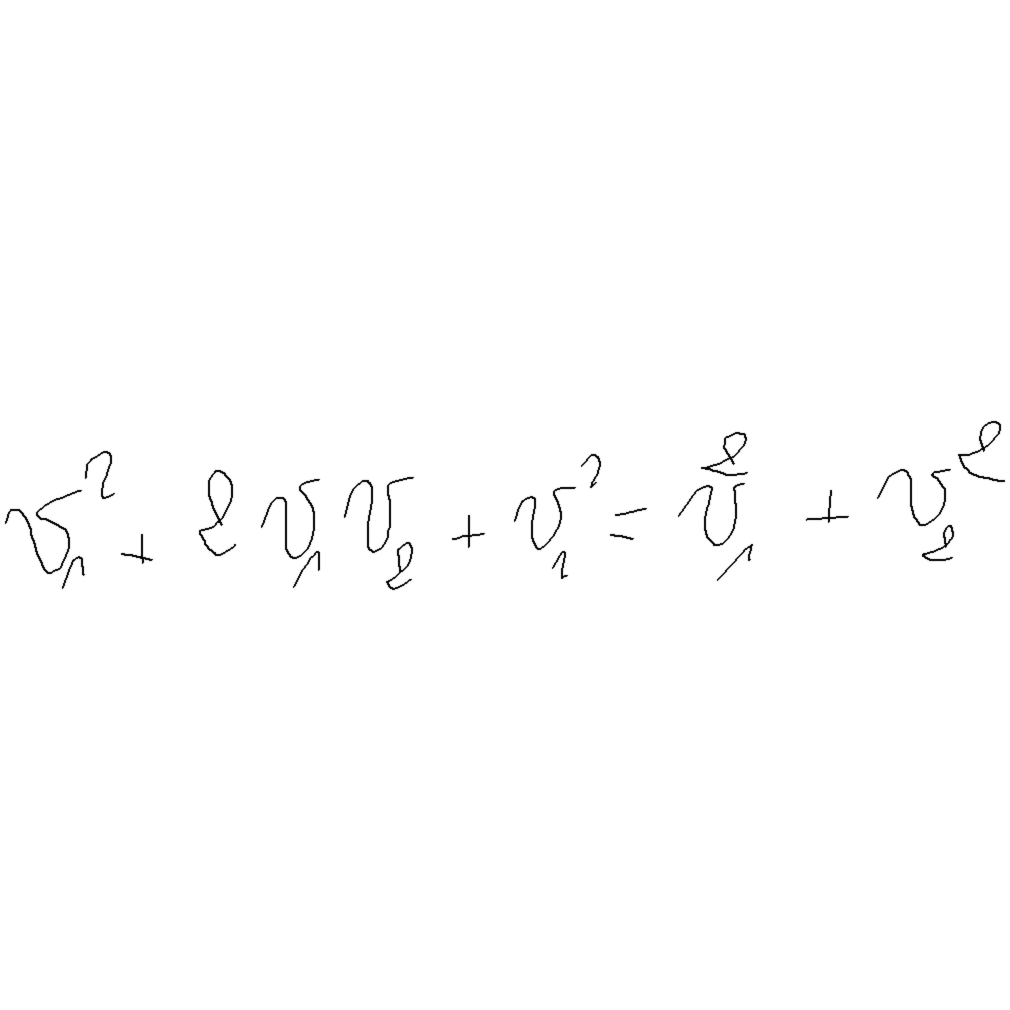 v₁² + 2v₁v₂ + v₁² = v₁² + v₂²